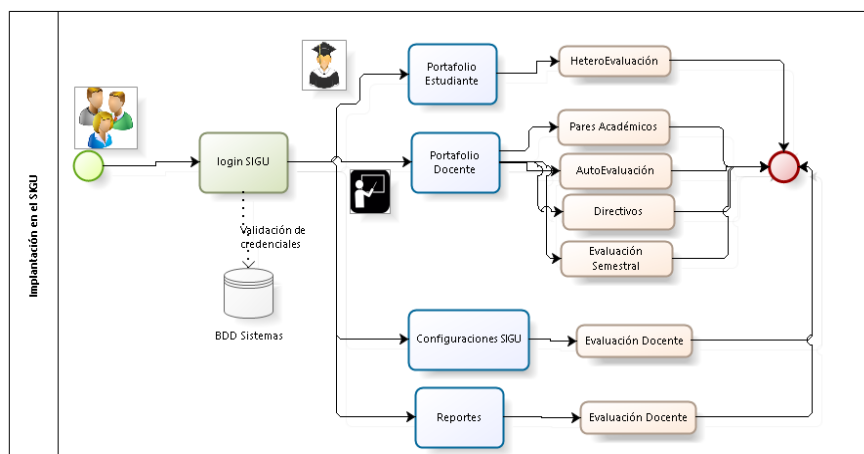 Implantación en el SIGU
login SIGU
Validación de
credenciales
BDD Sistemas
Portafolio
Estudiante
HeteroEvaluación
Portafolio
Docente
Pares Académicos
AutoEvaluación
Directivos
Evaluación
Semestral
Configuraciones SIGU
Evaluación Docente
Reportes
Evaluación Docente